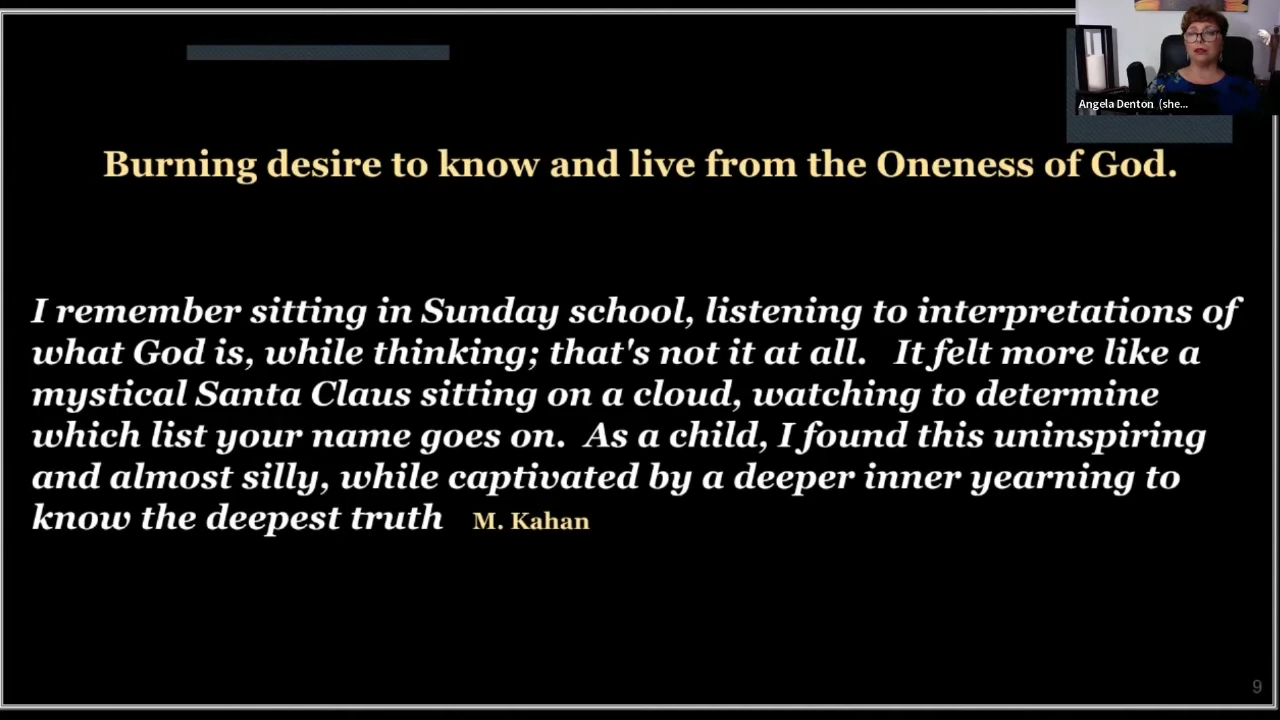 Angela Denton (she...
Burning desire to know and live from the Oneness of God.
I remember sitting in Sunday school, listening to interpretations of
what God is, while thinking; that's not it at all. It felt more like a
mystical Santa Claus sitting on a cloud, watching to determine
which list your name goes on. As a child, I found this uninspiring
and almost silly, while captivated by a deeper inner yearning to
know the deepest truth M. Kahan
9